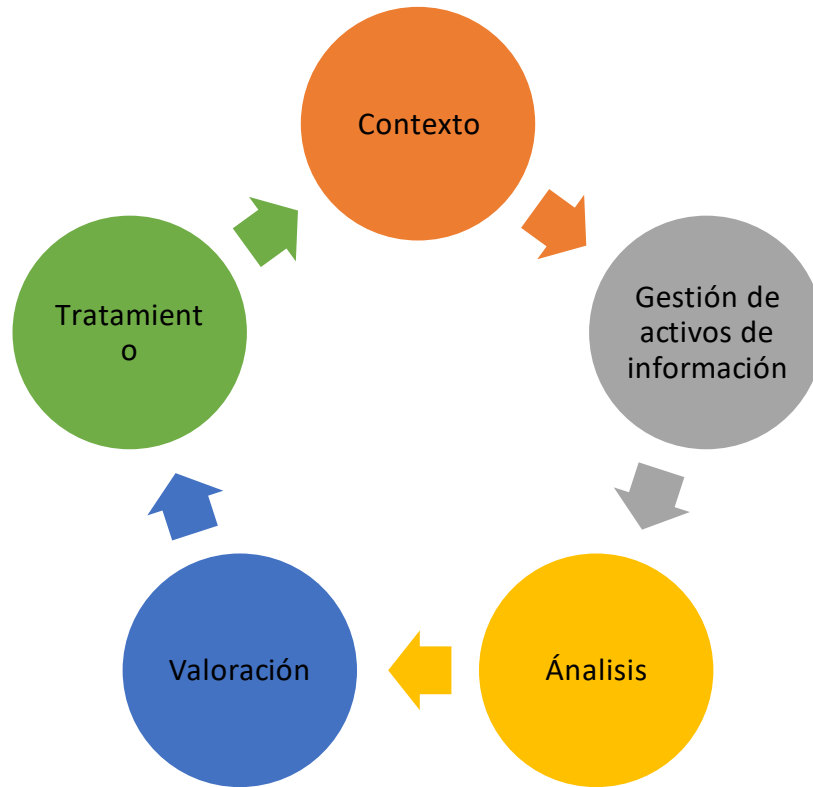 Contexto
Gestión de
activos de
información
Ánalisis
Valoración
Tratamient
o